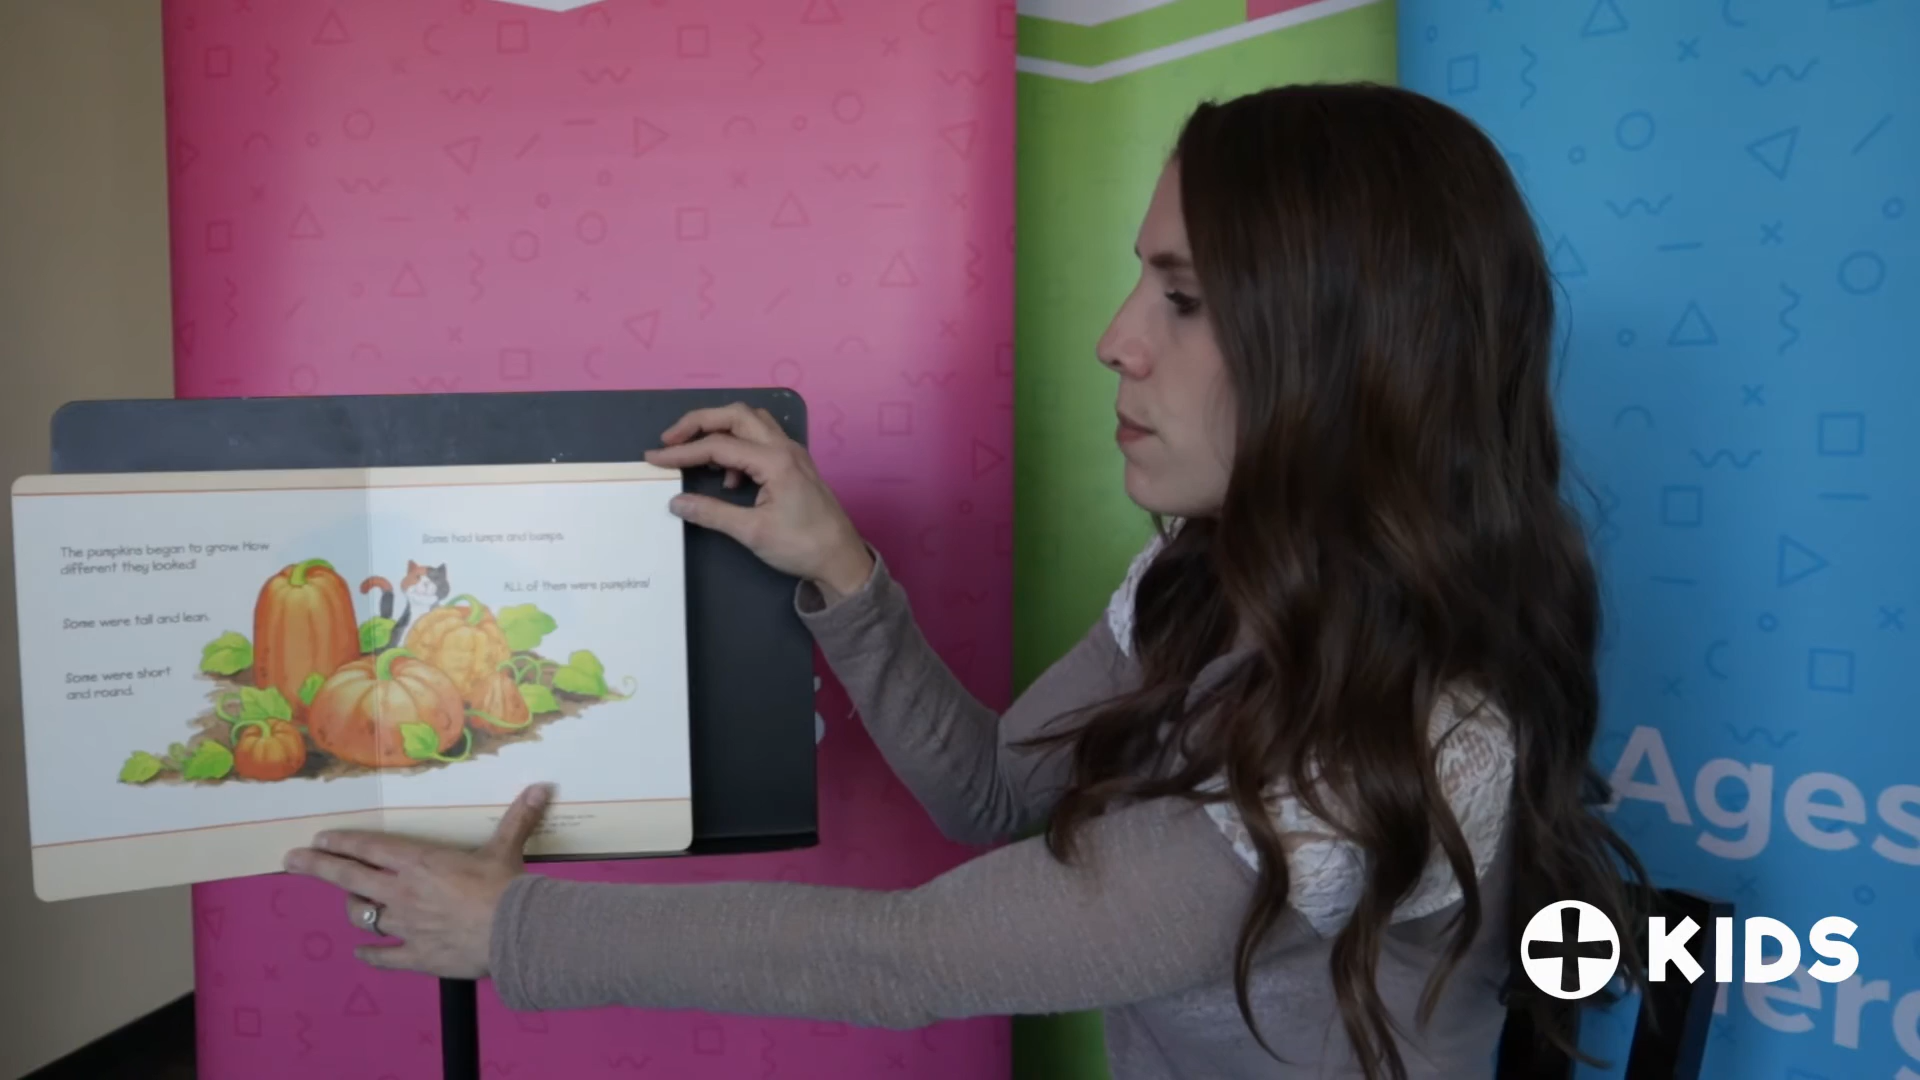 The pumpkins began to grow. How
different they looked!
Some were tall and lean.
Some were short
and round.
Some had lumps and bumps.
ALL of them were pumpkins!
Ages
KIDS